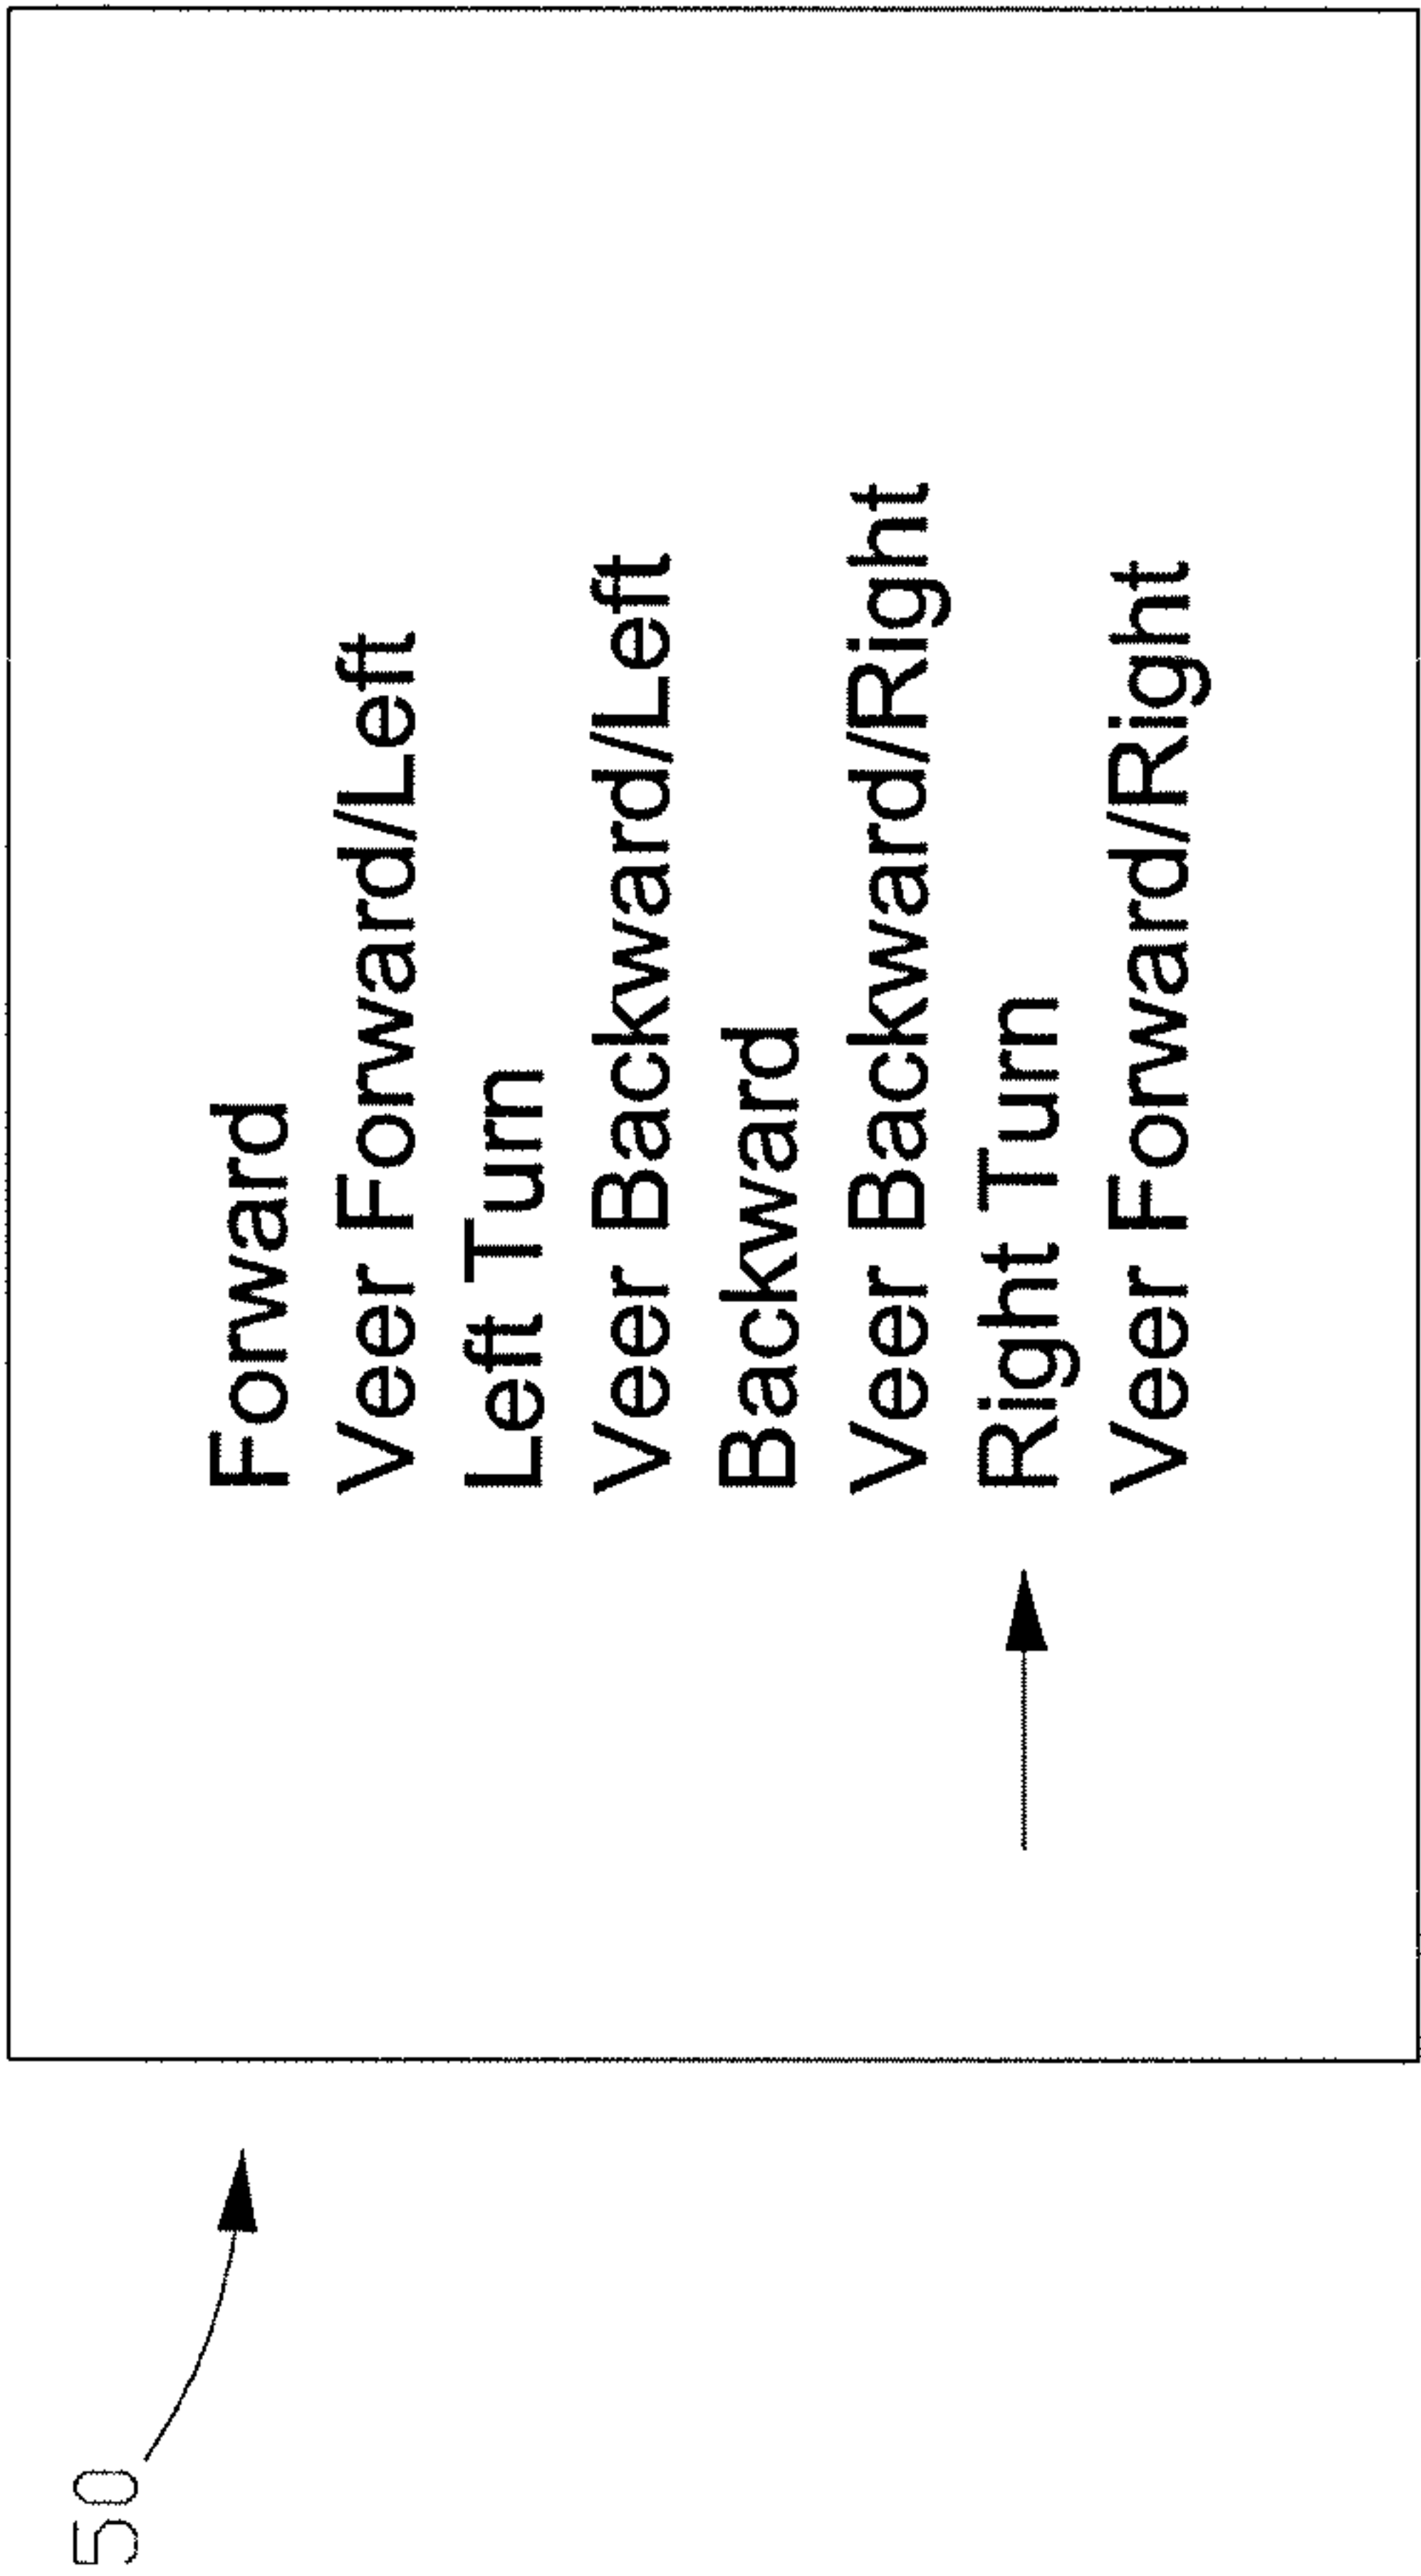 50
Forward
Veer Forward/Left
Left Turn
Veer Backward/Left
Backward
Veer Backward/Right
Right Turn
Veer Forward/Right